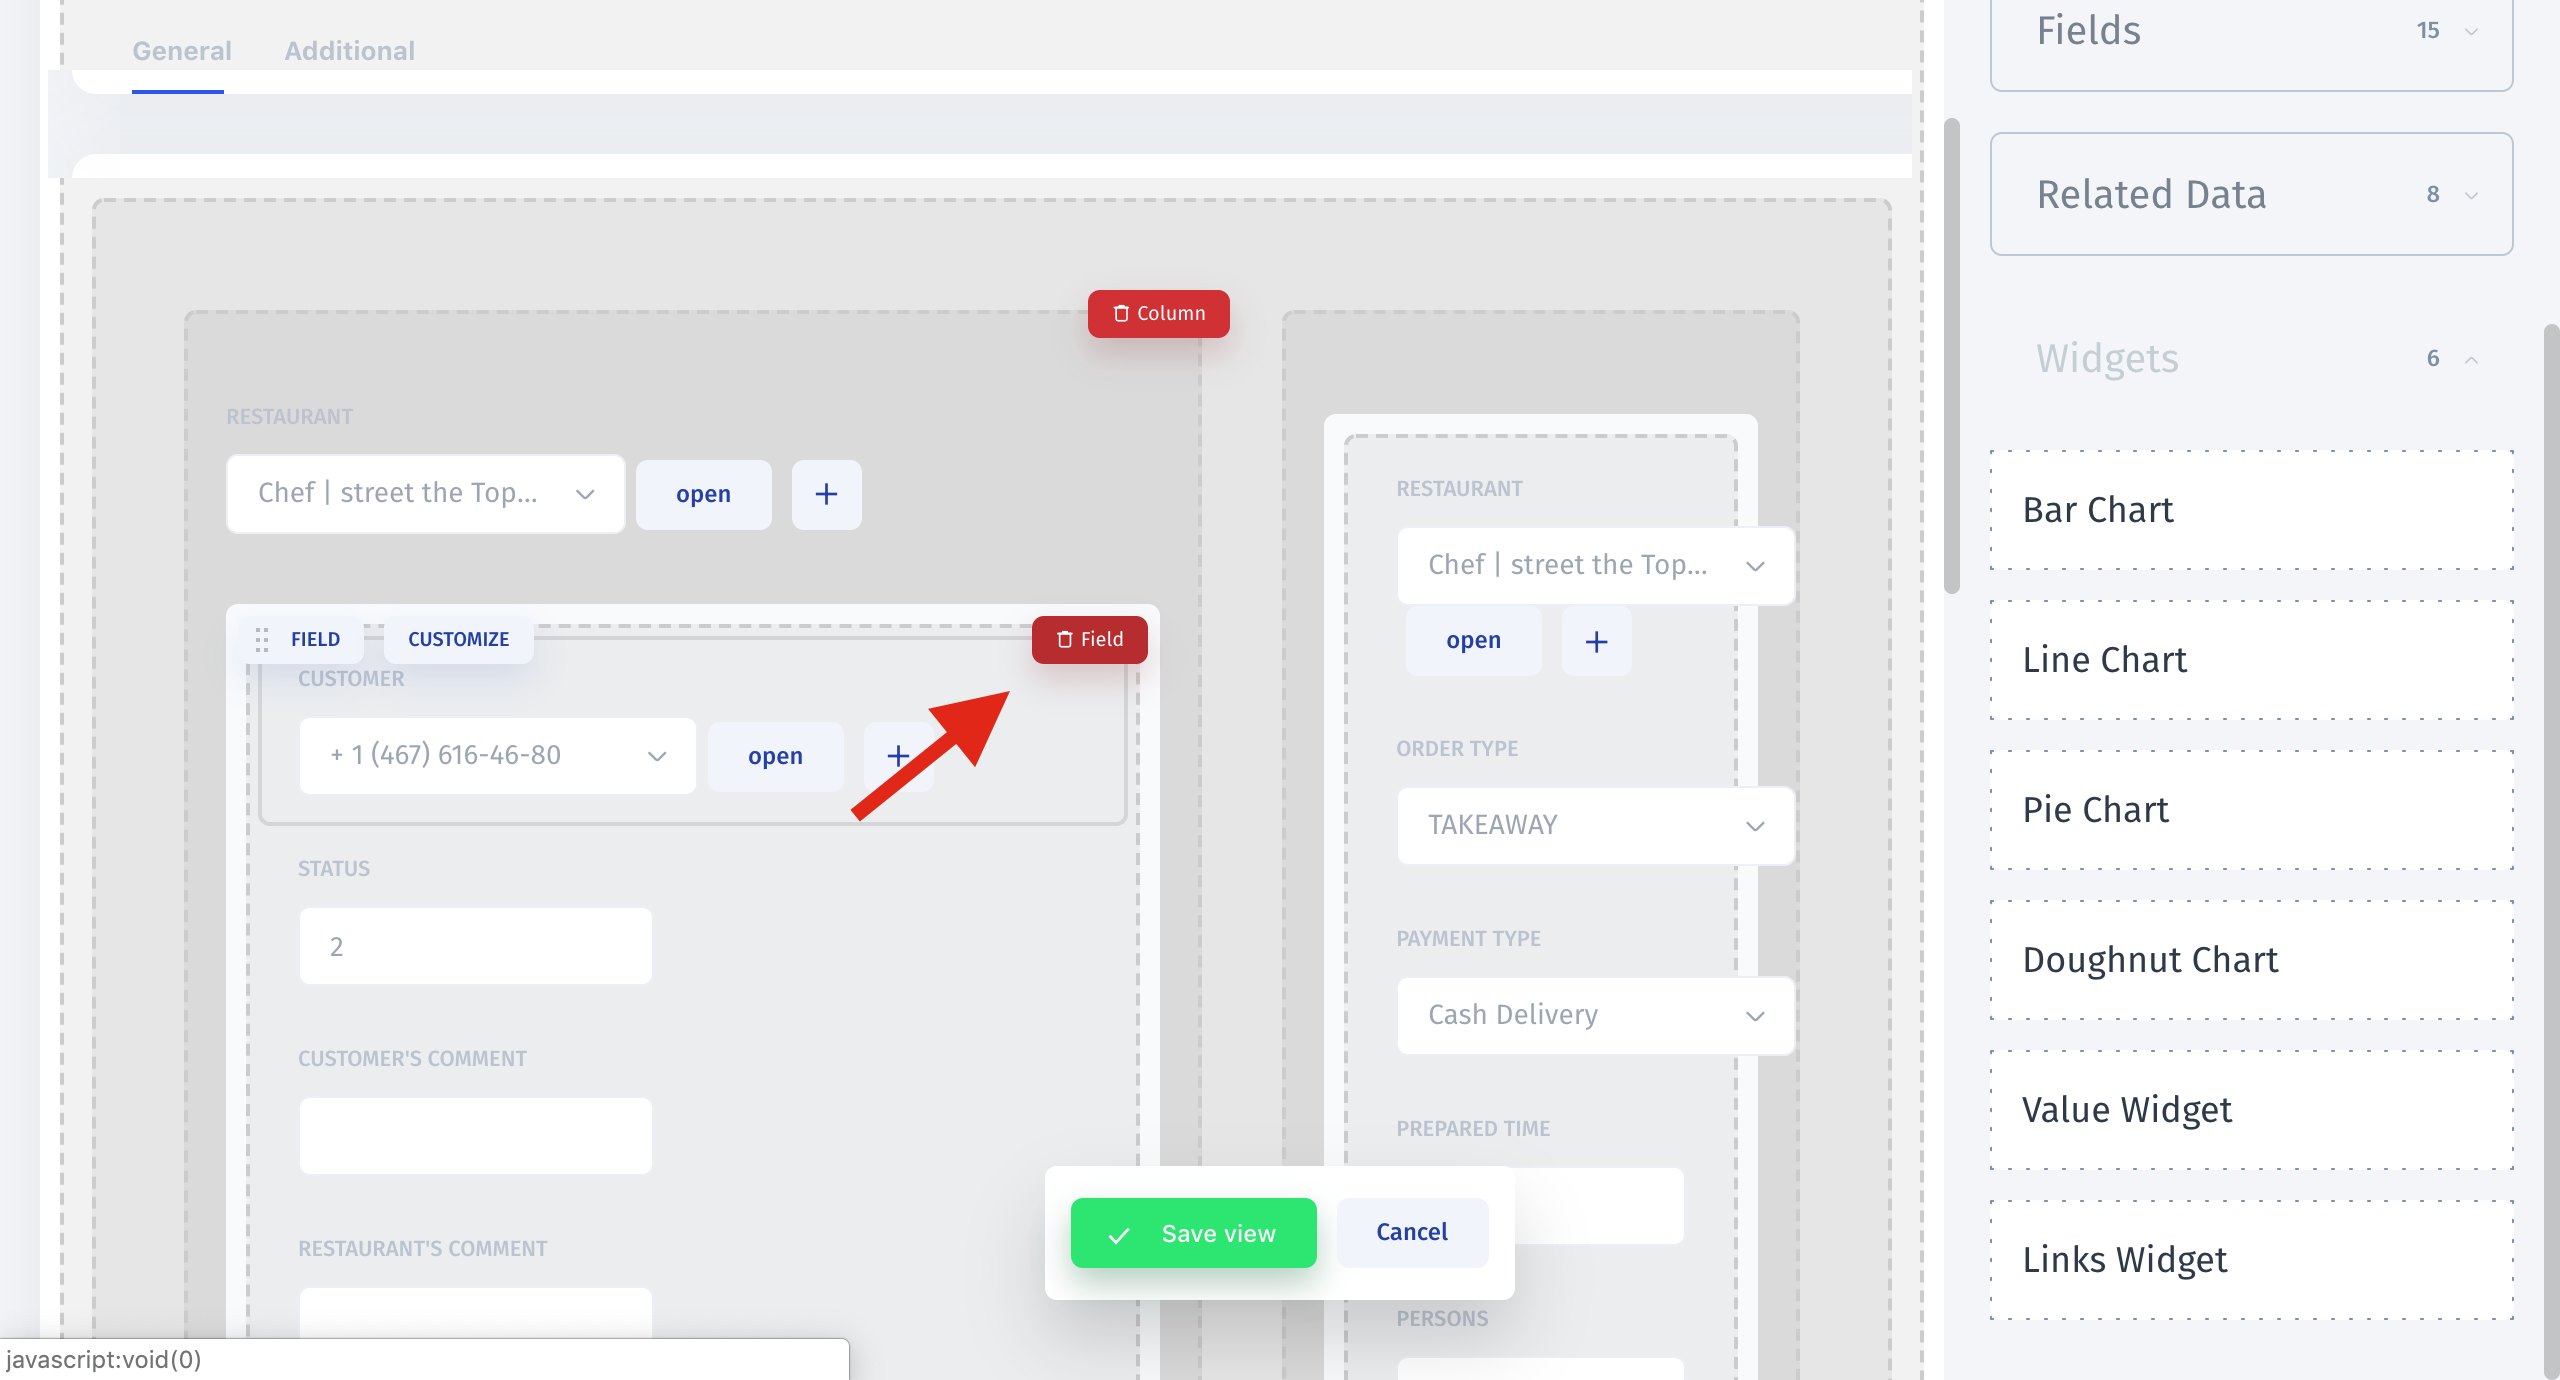 General
Additional
Column
RESTAURANT
Chef | street the Top...
open
+
FIELD
CUSTOMIZE
Field
CUSTOMER
+ 1 (467) 616-46-80
open
+
STATUS
2
CUSTOMER'S COMMENT
RESTAURANT'S COMMENT
RESTAURANT
Chef | street the Top...
open
+
ORDER TYPE
TAKEAWAY
PAYMENT TYPE
Cash Delivery
PREPARED TIME
PERSONS
Save view
Cancel
javascript:void(0)
Fields
15
Related Data
8
Widgets
6
Bar Chart
Line Chart
Pie Chart
Doughnut Chart
Value Widget
Links Widget